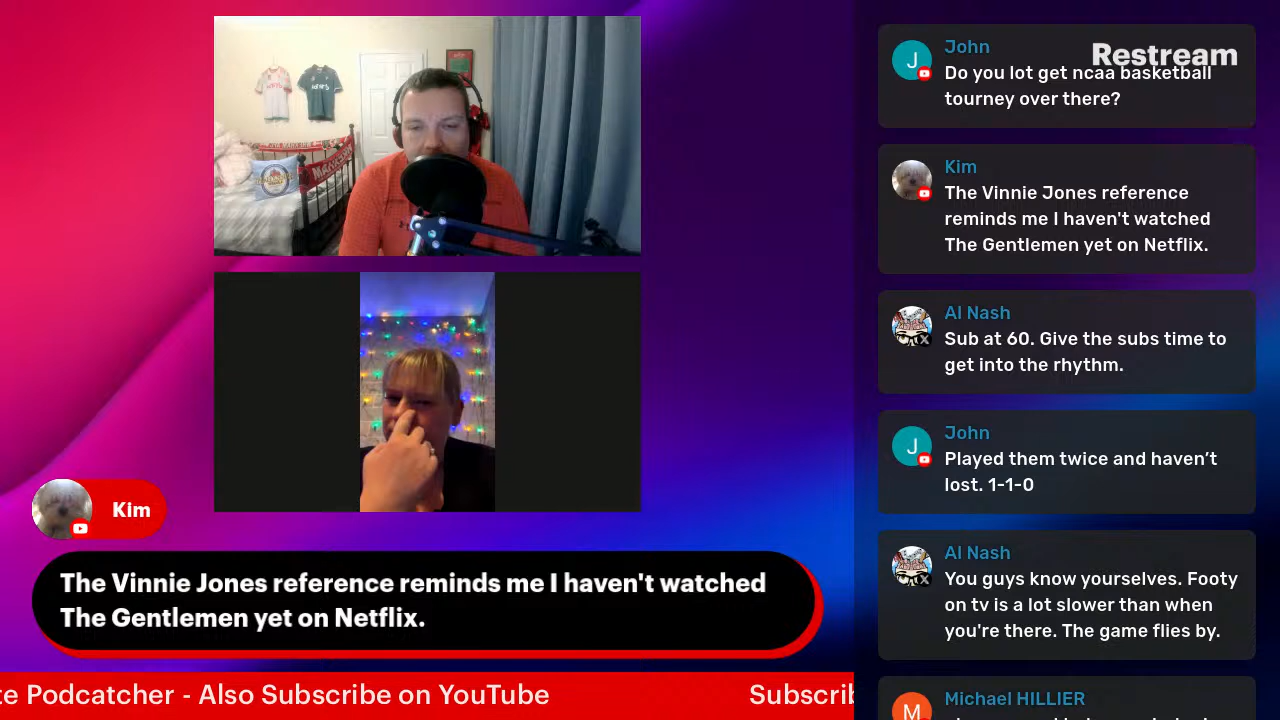 Restream
John
Do you lot get ncaa basketball
tourney over there?
Kim
The Vinnie Jones reference
reminds me I haven't watched
The Gentlemen yet on Netflix.
Al Nash
Sub at 60. Give the subs time to
get into the rhythm.
John
Played them twice and haven’t
lost. 1-1-0
Al Nash
You guys know yourselves. Footy
on tv is a lot slower than when
you're there. The game flies by.
Michael HILLIER
Kim
The Vinnie Jones reference reminds me I haven't watched
The Gentlemen yet on Netflix.
te Podcatcher - Also Subscribe on YouTube
Subscrib